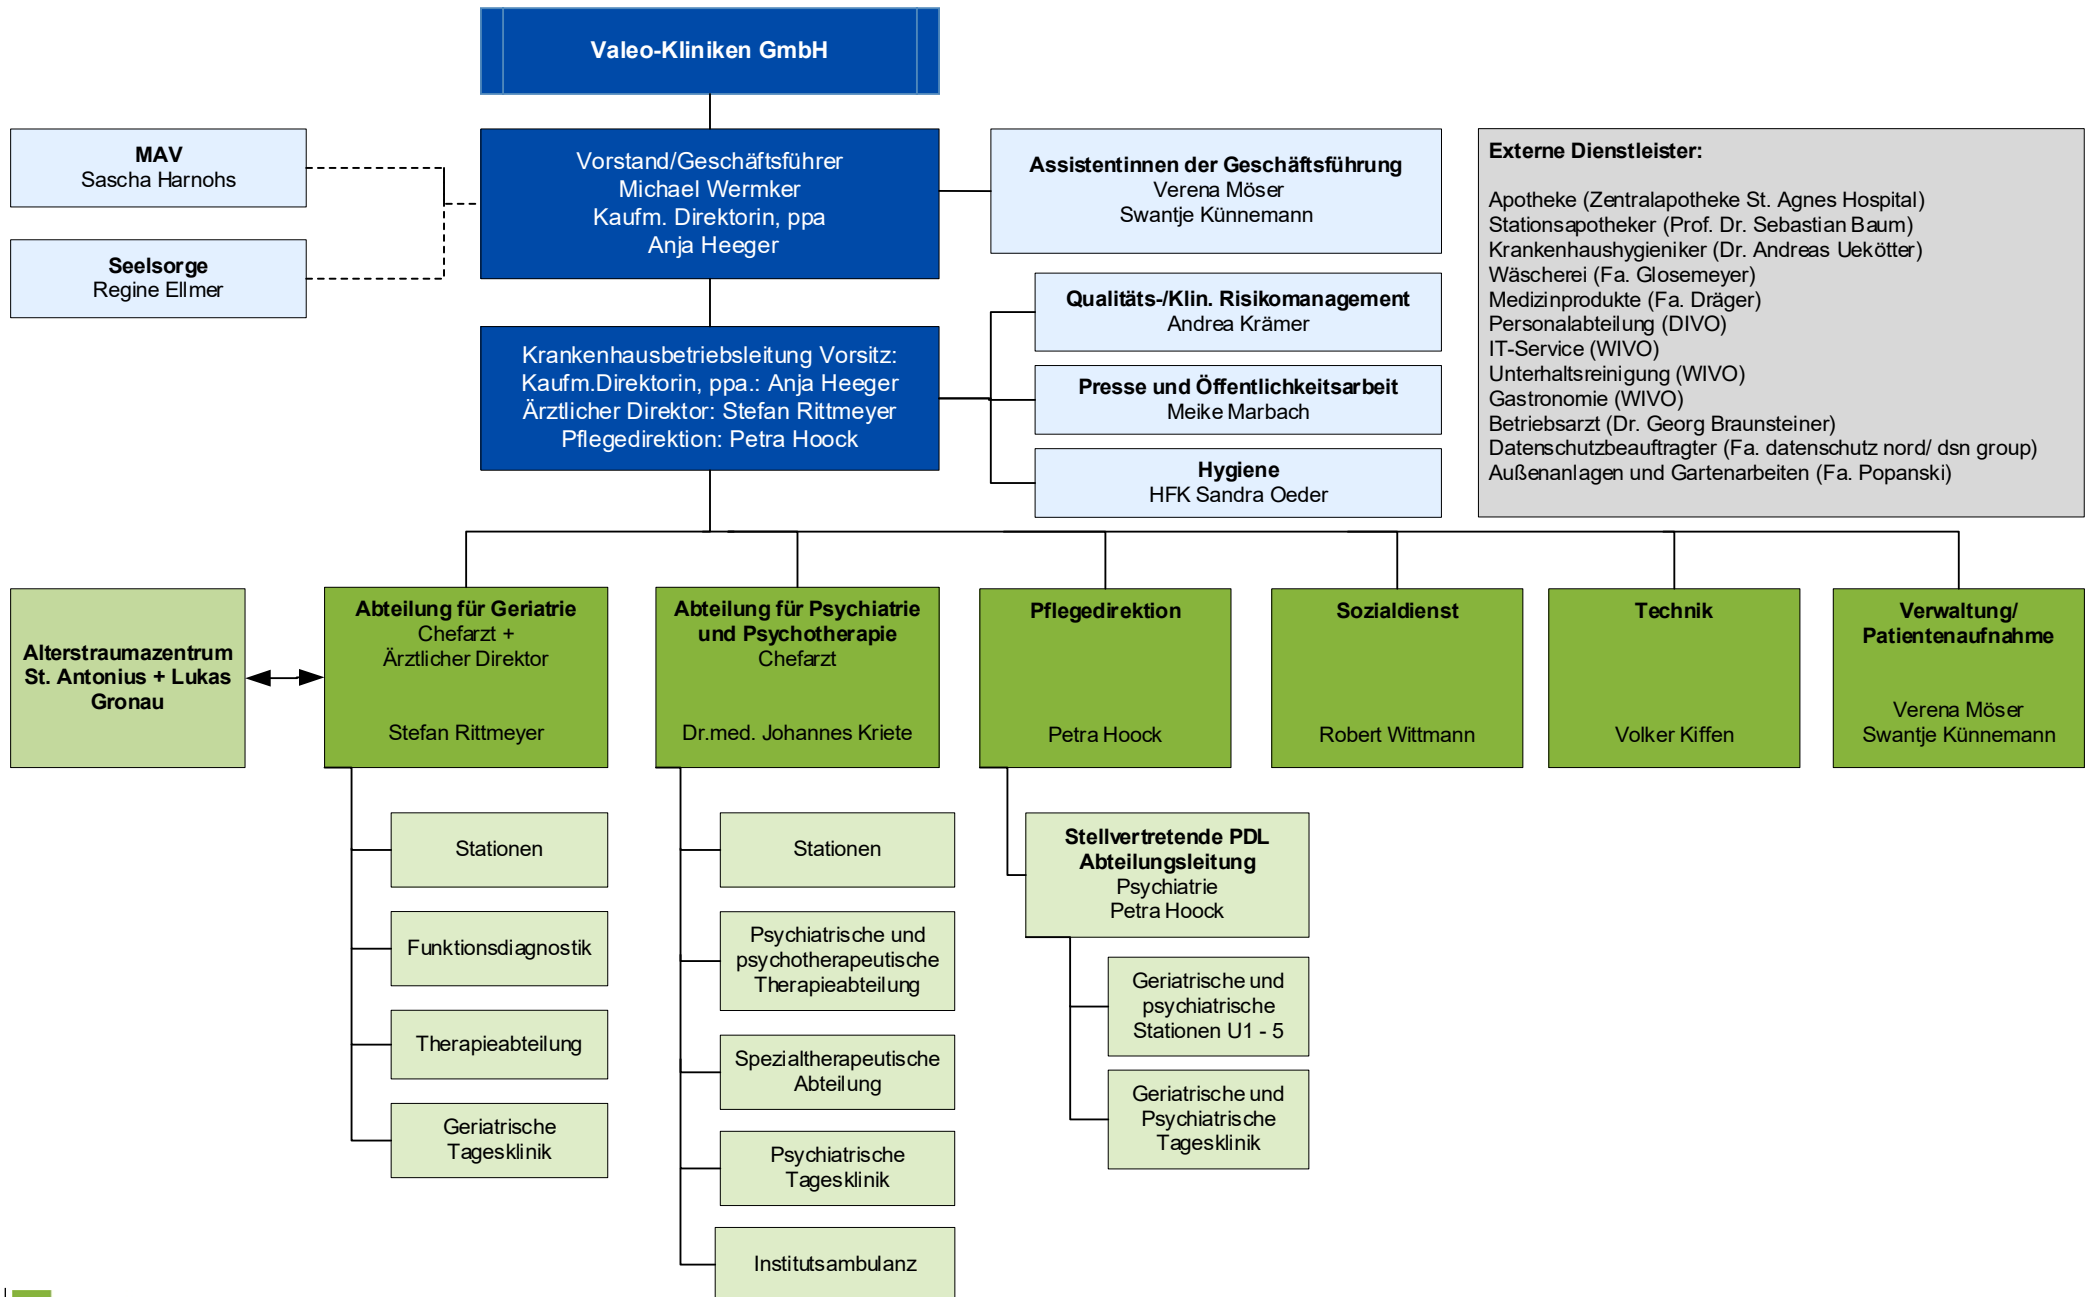 Valeo-Kliniken GmbH
MAV
Sascha Harnohs
Seelsorge
Regine Ellmer
Vorstand/Geschäftsführer
Michael Wermker
Kaufm. Direktorin, ppa
Anja Heeger
Assistentinnen der Geschäftsführung
Verena Möser
Swantje Künnemann
Externe Dienstleister:
Apotheke (Zentralapotheke St. Agnes Hospital)
Stationsapotheker (Prof. Dr. Sebastian Baum)
Krankenhaushygieniker (Dr. Andreas Uekötter)
Wäscherei (Fa. Glosemeyer)
Medizinprodukte (Fa. Dräger)
Personalabteilung (DIVO)
IT-Service (WIVO)
Unterhaltsreinigung (WIVO)
Gastronomie (WIVO)
Betriebsarzt (Dr. Georg Braunsteiner)
Datenschutzbeauftragter (Fa. datenschutz nord/ dsn group)
Außenanlagen und Gartenarbeiten (Fa. Popanski)
Krankenhausbetriebsleitung Vorsitz:
Kaufm.Direktorin, ppa.: Anja Heeger
Ärztlicher Direktor: Stefan Rittmeyer
Pflegedirektion: Petra Hoock
Qualitäts-/Klin. Risikomanagement
Andrea Krämer
Presse und Öffentlichkeitsarbeit
Meike Marbach
Hygiene
HFK Sandra Oeder
Alterstraumazentrum
St. Antonius + Lukas
Gronau
Abteilung für Geriatrie
Chefarzt +
Ärztlicher Direktor
Stefan Rittmeyer
Abteilung für Psychiatrie
und Psychotherapie
Chefarzt
Dr.med. Johannes Kriete
Pflegedirektion
Petra Hoock
Sozialdienst
Robert Wittmann
Technik
Volker Kiffen
Verwaltung/
Patientenaufnahme
Verena Möser
Swantje Künnemann
Stationen
Funktionsdiagnostik
Therapieabteilung
Geriatrische
Tagesklinik
Stationen
Psychiatrische und
psychotherapeutische
Therapieabteilung
Spezialtherapeutische
Abteilung
Psychiatrische
Tagesklinik
Institutsambulanz
Stellvertretende PDL
Abteilungsleitung
Psychiatrie
Petra Hoock
Geriatrische und
psychiatrische
Stationen U1 - 5
Geriatrische und
Psychiatrische
Tagesklinik